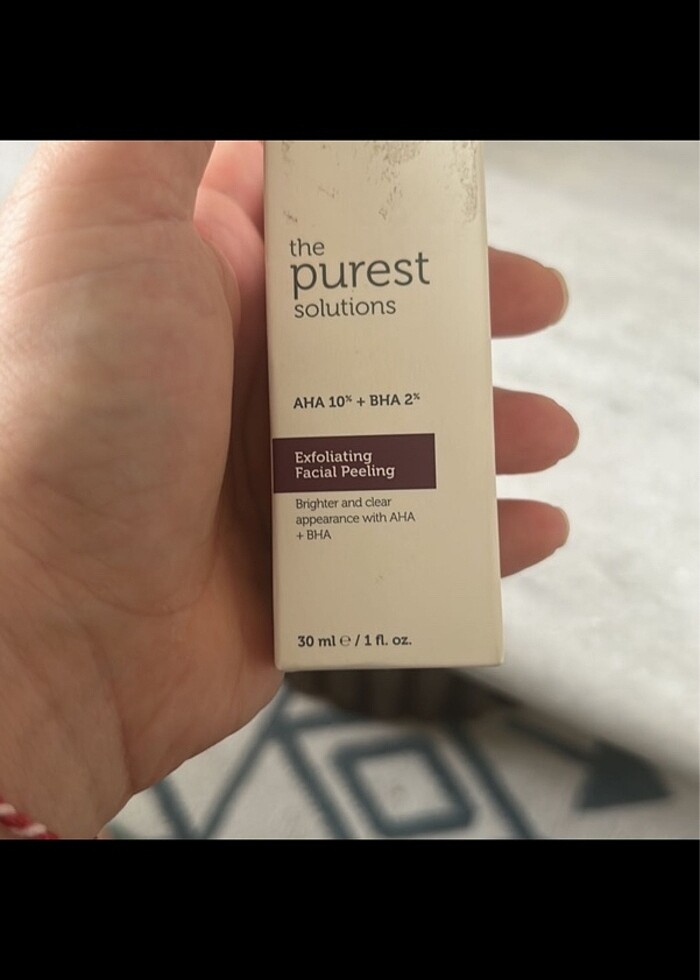 the
purest
solutions
AHA 10% + BHA 2%
Exfoliating
Facial Peeling
Brighter and clear
appearance with AHA
+ BHA
30 ml ℮ / 1 fl. oz.